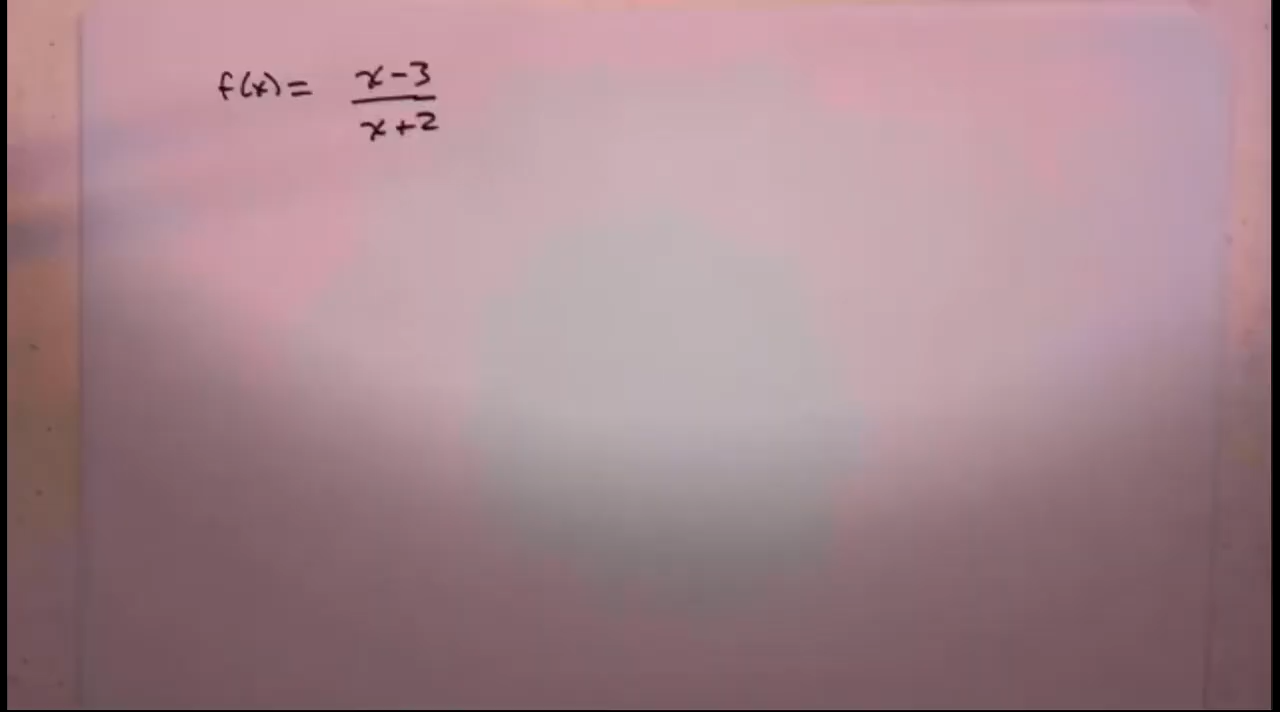 f(x) = x-3 / x+2